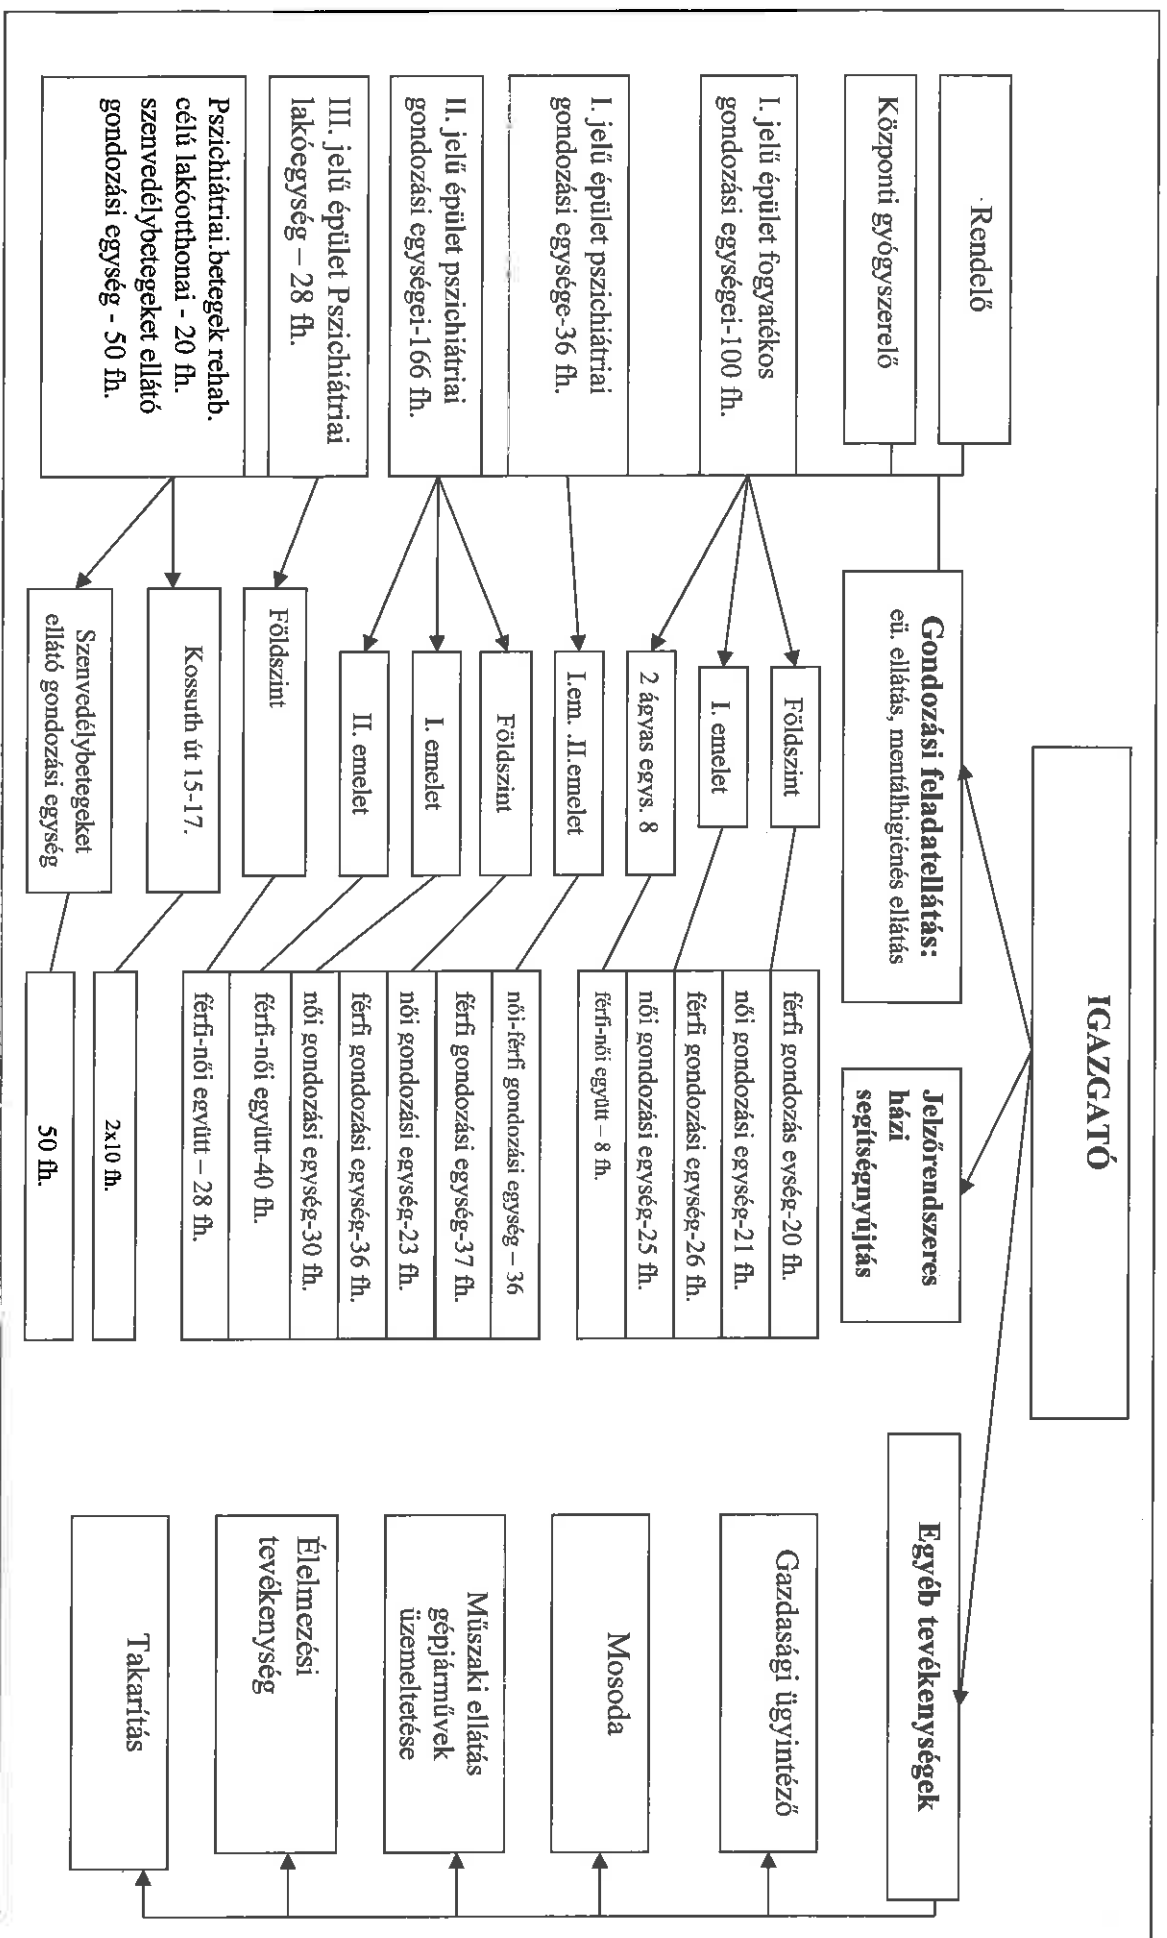 IGAZGATÓ
Gondozási feladatellátás:
eü. ellátás, mentálhigiénés ellátás
Jelzőrendszeres
házi
segítségnyújtás
Egyéb tevékenységek
Rendelő
Központi gyógyszerelő
I. jelű épület fogyatékos
gondozási egységei-100 fh.
I. jelű épület pszichiátriai
gondozási egysége-36 fh.
II. jelű épület pszichiátriai
gondozási egységei-166 fh.
III. jelű épület Pszichiátriai
lakóegység – 28 fh.
Pszichiátriai.betegek rehab.
célú lakóotthonai - 20 fh.
szenvedélybetegeket ellátó
gondozási egység - 50 fh.
Földszint
I. emelet
2 ágyas egys. 8
I.em. .II.emelet
Földszint
I. emelet
II. emelet
Földszint
Kossuth út 15-17.
Szenvedélybetegeket
ellátó gondozási egység
férfi gondozás eység-20 fh.
női gondozási egység-21 fh.
férfi gondozási egység-26 fh.
női gondozási egység-25 fh.
férfi-női együtt – 8 fh.
női-férfi gondozási egység – 36
férfi gondozási egység-37 fh.
női gondozási egység-23 fh.
férfi gondozási egység-36 fh.
női gondozási egység-30 fh.
férfi-női együtt-40 fh.
férfi-női együtt – 28 fh.
2x10 fh.
50 fh.
Gazdasági ügyintéző
Mosoda
Műszaki ellátás
gépjárművek
üzemeltetése
Élelmezési
tevékenység
Takarítás